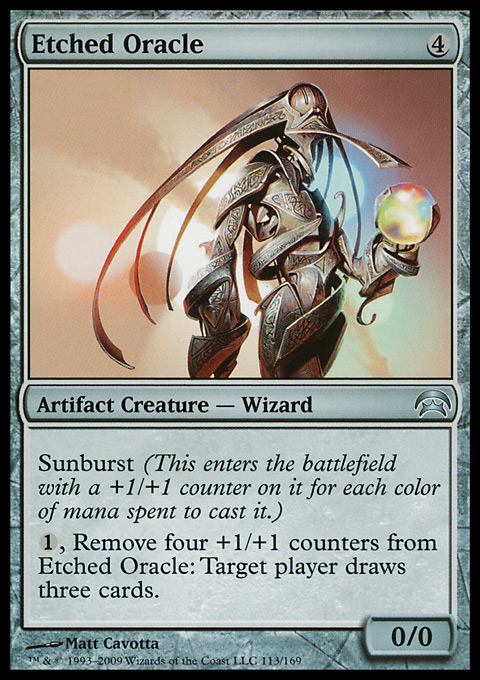 Etched Oracle 4
Artifact Creature — Wizard
Sunburst (This enters the battlefield
with a +1/+1 counter on it for each color
of mana spent to cast it.)
1, Remove four +1/+1 counters from
Etched Oracle: Target player draws
three cards.
Matt Cavotta
0/0
™ & © 1993–2009 Wizards of the Coast LLC 113/169